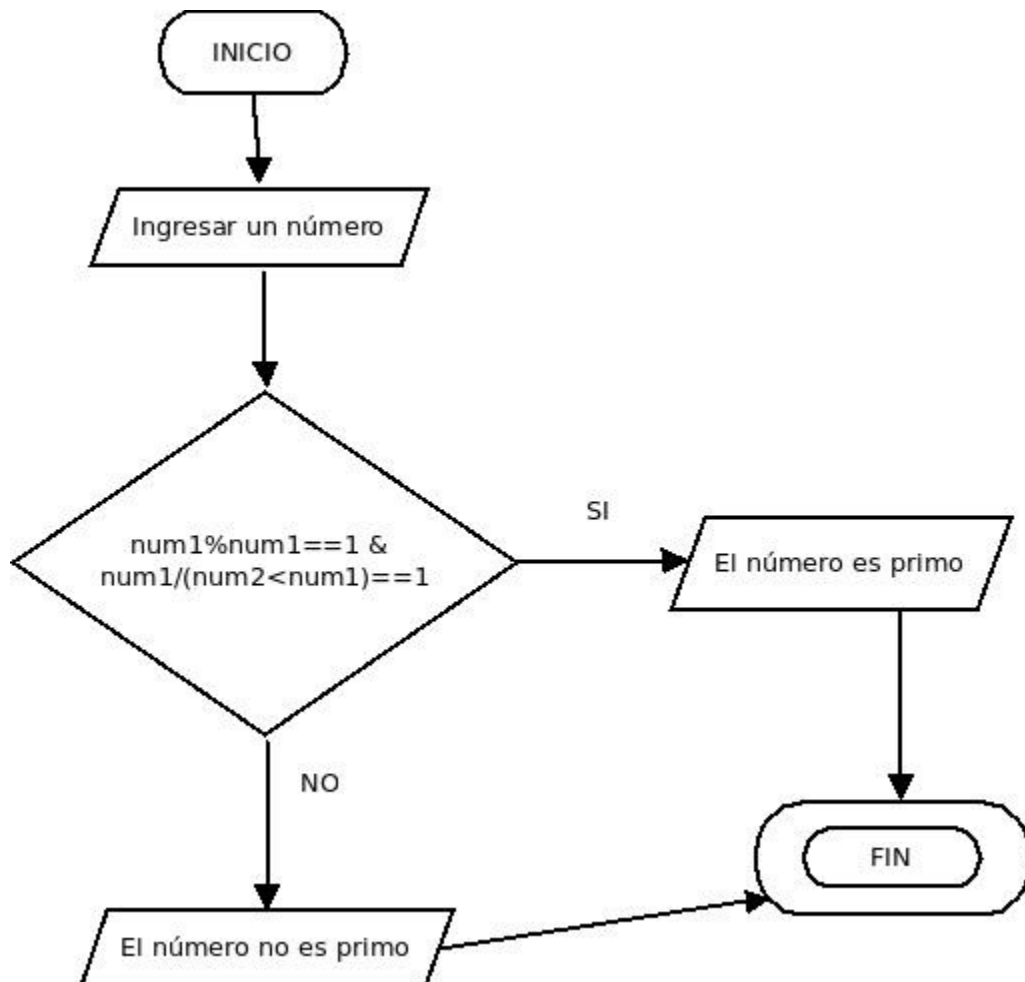 INICIO
Ingresar un número
num1%num1==1 &
num1/(num2<num1)==1
SI
El número es primo
NO
FIN
El número no es primo